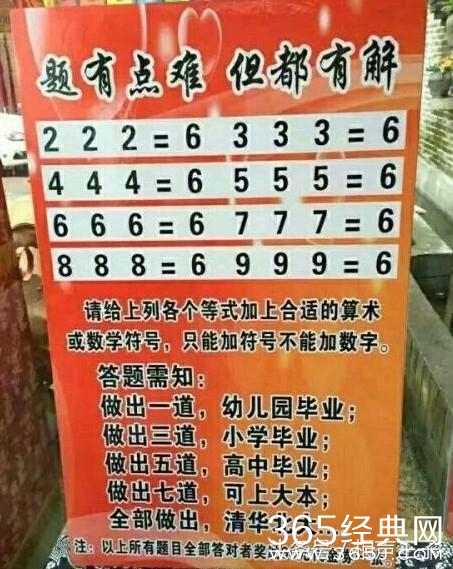 题有点难 但都有解
2 2 2 = 6 3 3 3 = 6
4 4 4 = 6 5 5 5 = 6
6 6 6 = 6 7 7 7 = 6
8 8 8 = 6 9 9 9 = 6
请给上列各个等式加上合适的算术
或数学符号，只能加符号不能加数字。
答题需知：
做出一道，幼儿园毕业；
做出三道，小学毕业；
做出五道，高中毕业；
做出七道，可上大本；
全部做出，清华
365经典网
注：以上所有题目全部答对者奖